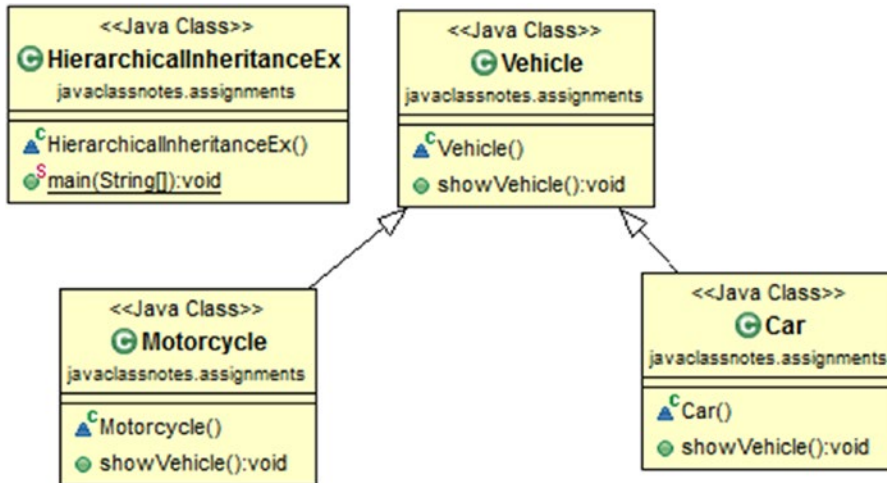 <<Java Class>>
HierarchicalInheritanceEx
javaclassnotes.assignments
HierarchicalInheritanceEx()
main(String[]):void
<<Java Class>>
Vehicle
javaclassnotes.assignments
Vehicle()
showVehicle():void
<<Java Class>>
Motorcycle
javaclassnotes.assignments
Motorcycle()
showVehicle():void
<<Java Class>>
Car
javaclassnotes.assignments
Car()
showVehicle():void